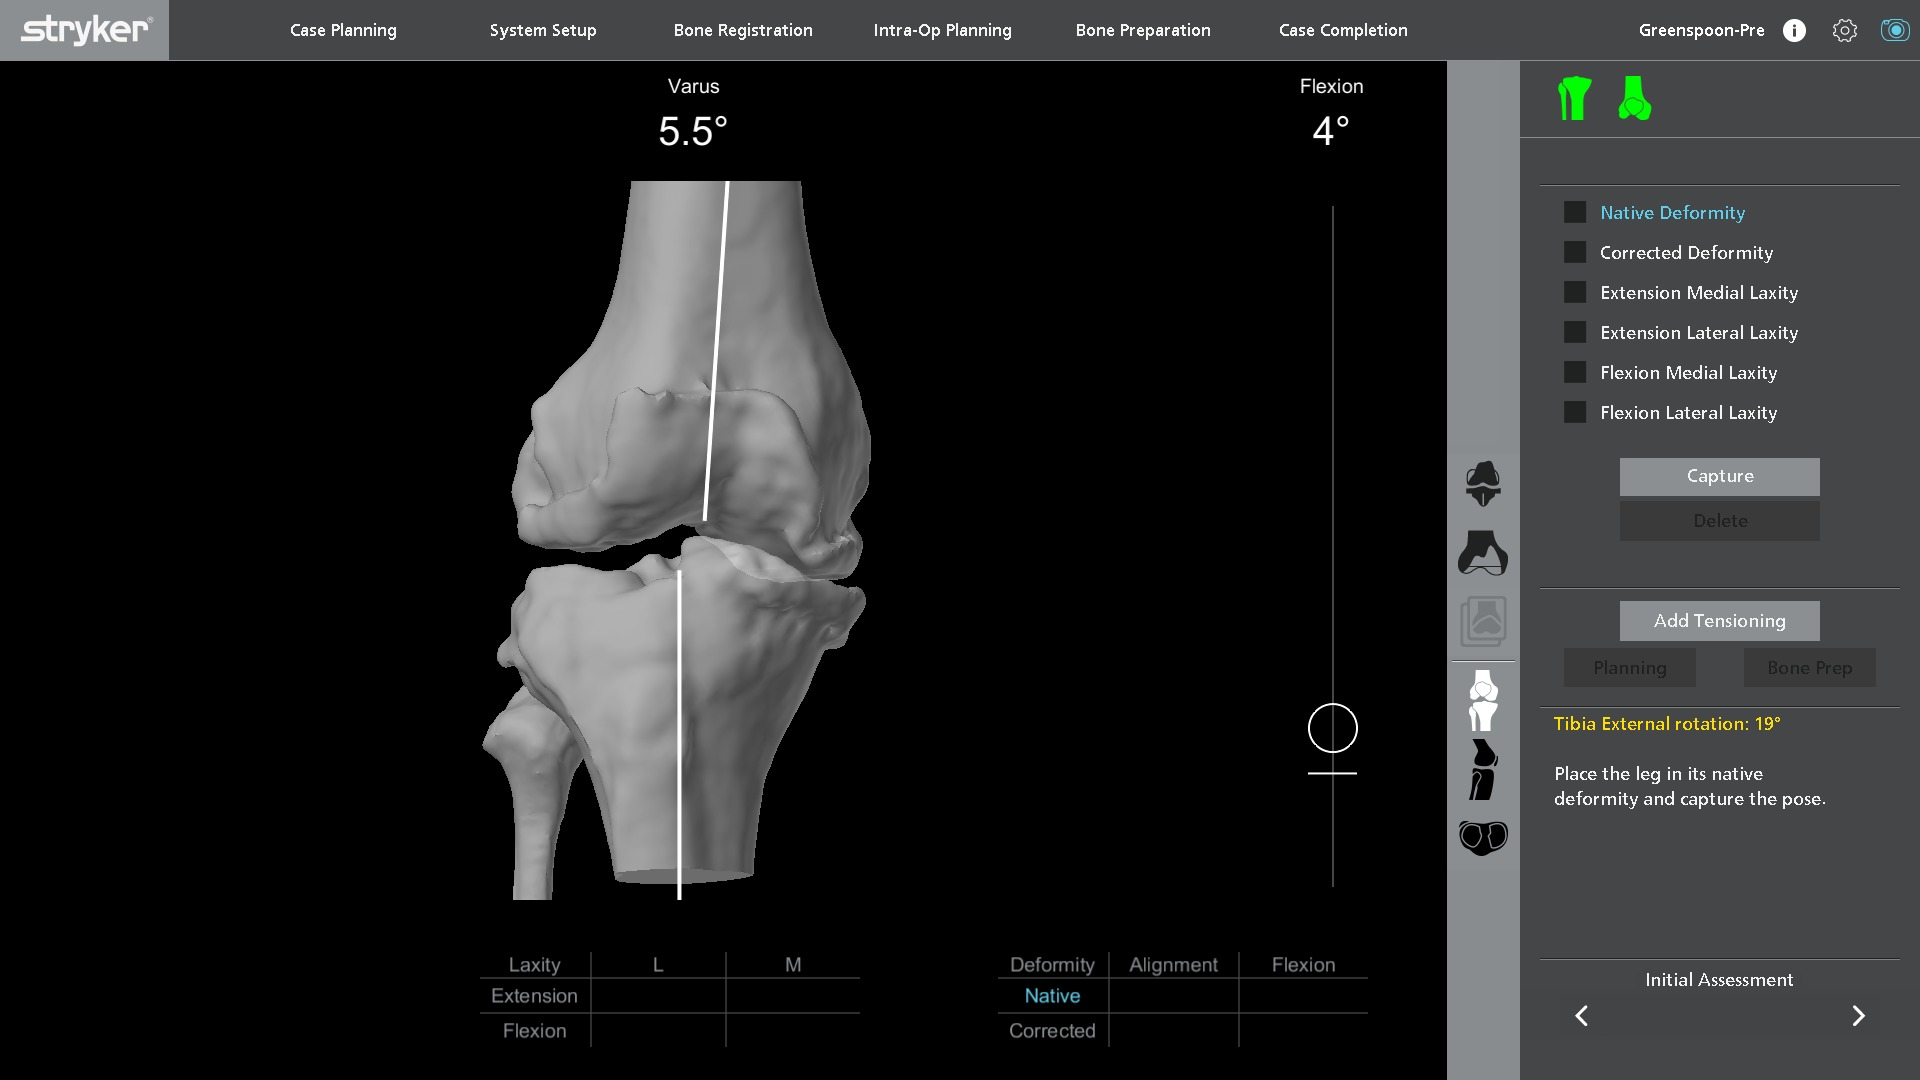 stryker®
Case Planning
System Setup
Bone Registration
Intra-Op Planning
Bone Preparation
Case Completion
Greenspoon-Pre
Varus
5.5°
Flexion
4°
Native Deformity
Corrected Deformity
Extension Medial Laxity
Extension Lateral Laxity
Flexion Medial Laxity
Flexion Lateral Laxity
Capture
Delete
Add Tensioning
Planning
Bone Prep
Tibia External rotation: 19°
Place the leg in its native
deformity and capture the pose.
Laxity L M
Extension
Flexion
Deformity Alignment Flexion
Native
Corrected
Initial Assessment